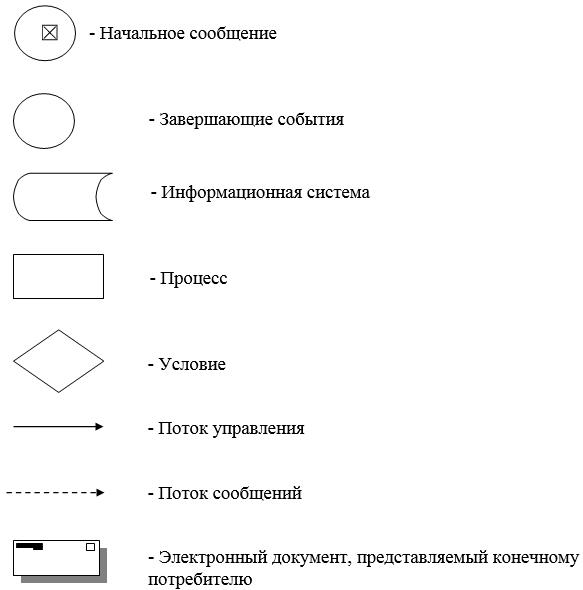 - Начальное сообщение
- Завершающие события
- Информационная система
- Процесс
- Условие
- Поток управления
- Поток сообщений
- Электронный документ, представляемый конечному
потребителю